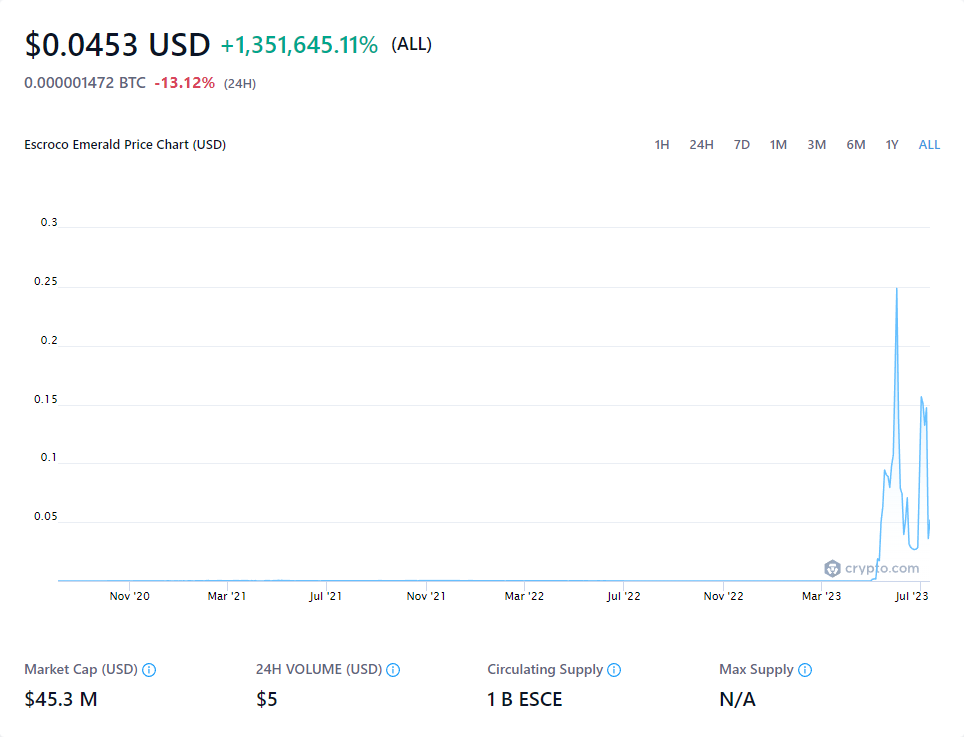 $0.0453 USD +1,351,645.11% (ALL)
0.000001472 BTC -13.12% (24H)
Escroco Emerald Price Chart (USD) 1H 24H 7D 1M 3M 6M 1Y ALL
0.3
0.25
0.2
0.15
0.1
0.05
crypto.com
Nov '20 Mar '21 Jul '21 Nov '21 Mar '22 Jul '22 Nov '22 Mar '23 Jul '23
Market Cap (USD) 24H VOLUME (USD) Circulating Supply Max Supply
$45.3 M $5 1 B ESCE N/A